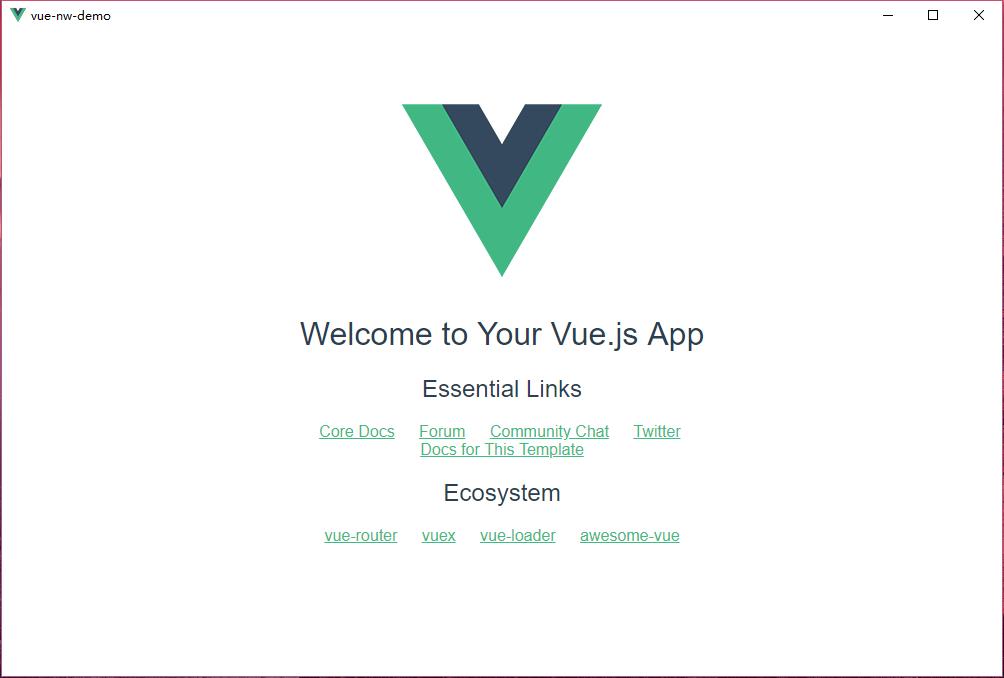 vue-nw-demo
Welcome to Your Vue.js App
Essential Links
Core Docs Forum Community Chat Twitter
Docs for This Template
Ecosystem
vue-router vuex vue-loader awesome-vue